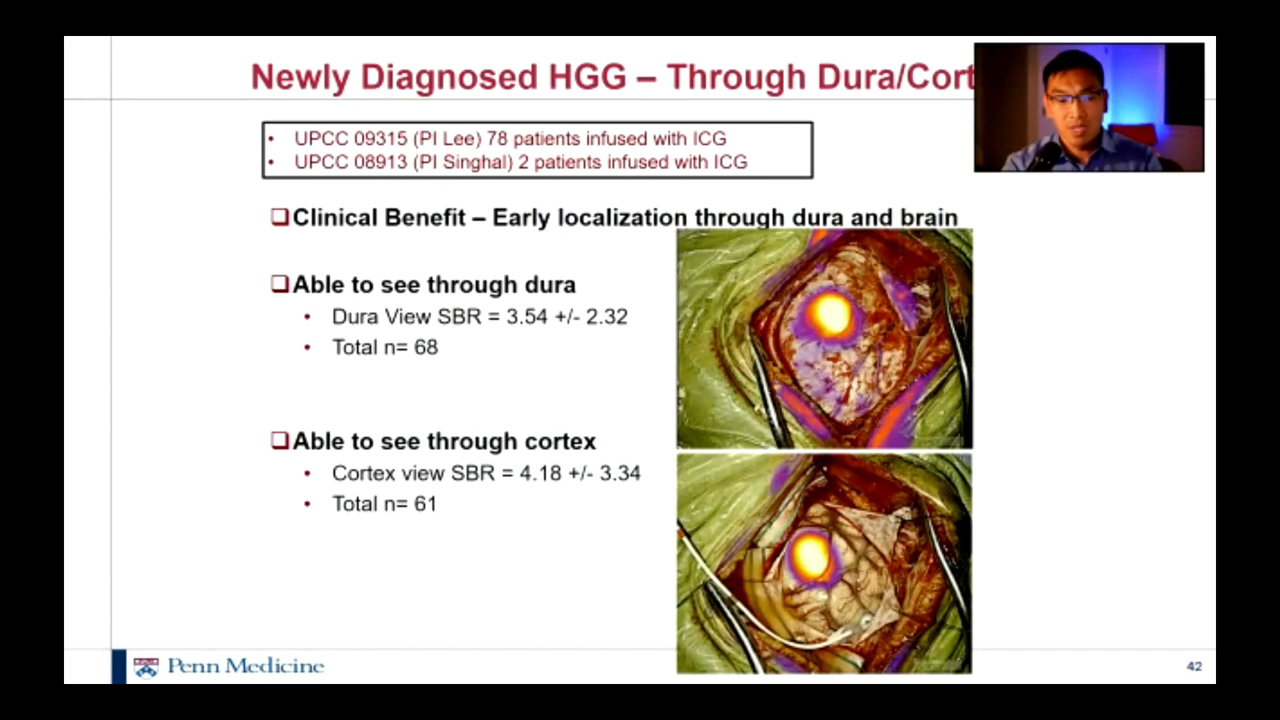 Newly Diagnosed HGG – Through Dura/Cort
• UPCC 09315 (PI Lee) 78 patients infused with ICG
• UPCC 08913 (PI Singhal) 2 patients infused with ICG
❑Clinical Benefit – Early localization through dura and brain
❑Able to see through dura
• Dura View SBR = 3.54 +/- 2.32
• Total n= 68
❑Able to see through cortex
• Cortex view SBR = 4.18 +/- 3.34
• Total n= 61
Penn Medicine
42